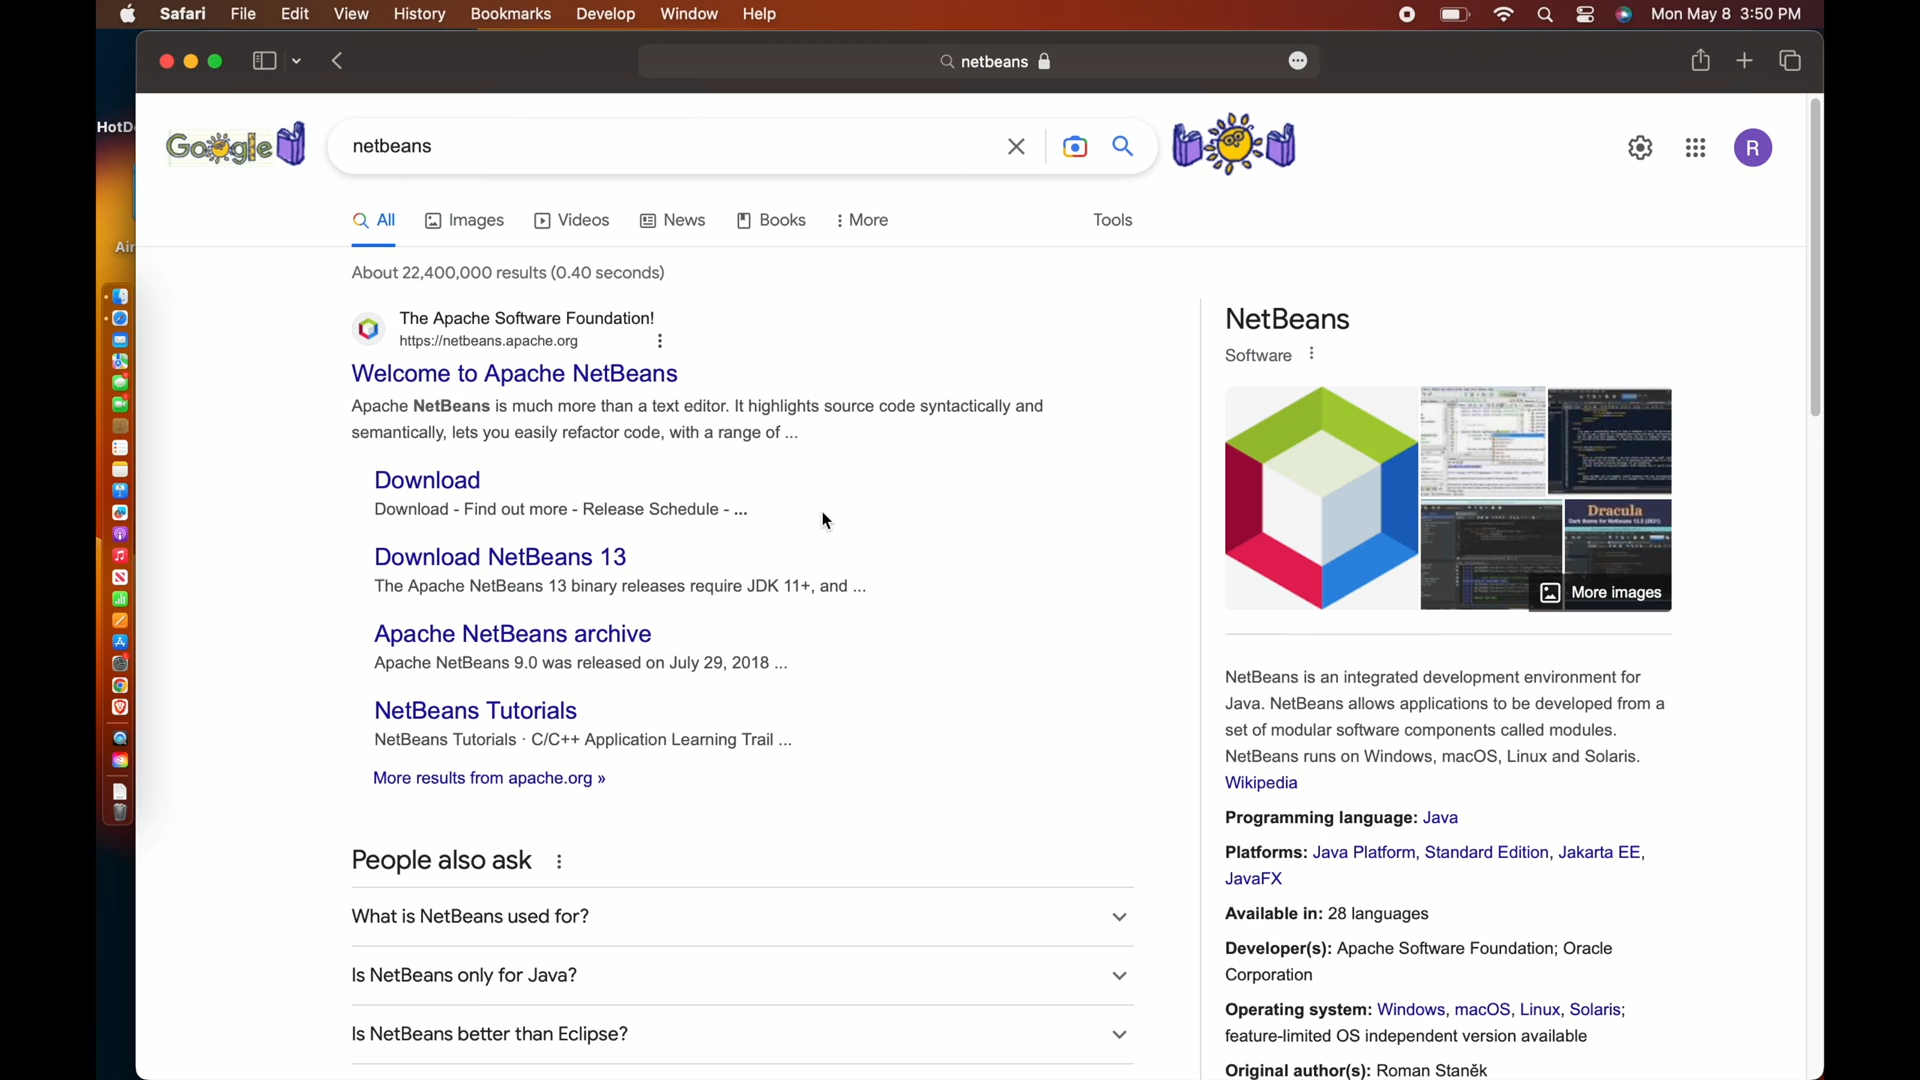 Safari File Edit View History Bookmarks Develop Window Help
Mon May 8 3:50 PM
netbeans
HotD
Air
Google
netbeans
R
All Images Videos News Books More Tools
About 22,400,000 results (0.40 seconds)
The Apache Software Foundation!
https://netbeans.apache.org
Welcome to Apache NetBeans
Apache NetBeans is much more than a text editor. It highlights source code syntactically and
semantically, lets you easily refactor code, with a range of ...
Download
Download - Find out more - Release Schedule - ...
Download NetBeans 13
The Apache NetBeans 13 binary releases require JDK 11+, and ...
Apache NetBeans archive
Apache NetBeans 9.0 was released on July 29, 2018 ...
NetBeans Tutorials
NetBeans Tutorials · C/C++ Application Learning Trail ...
More results from apache.org »
People also ask
What is NetBeans used for?
Is NetBeans only for Java?
Is NetBeans better than Eclipse?
NetBeans
Software
Dracula
Dark theme for Netbeans 12.5 (2021)
More images
NetBeans is an integrated development environment for
Java. NetBeans allows applications to be developed from a
set of modular software components called modules.
NetBeans runs on Windows, macOS, Linux and Solaris.
Wikipedia
Programming language: Java
Platforms: Java Platform, Standard Edition, Jakarta EE,
JavaFX
Available in: 28 languages
Developer(s): Apache Software Foundation; Oracle
Corporation
Operating system: Windows, macOS, Linux, Solaris;
feature-limited OS independent version available
Original author(s): Roman Staněk